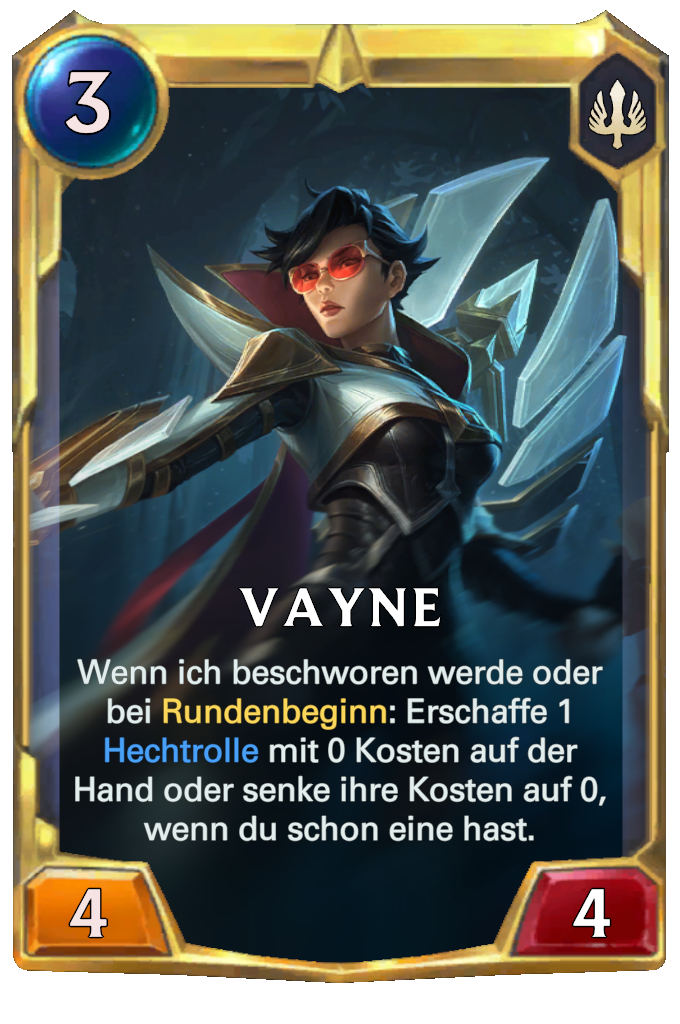 3
VAYNE
Wenn ich beschworen werde oder
bei Rundenbeginn: Erschaffe 1
Hechtrolle mit 0 Kosten auf der
Hand oder senke ihre Kosten auf 0,
wenn du schon eine hast.
4
4